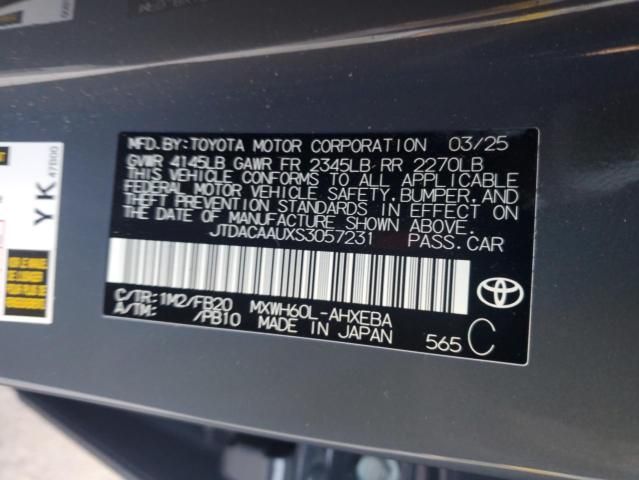 MFD.BY:TOYOTA MOTOR CORPORATION 03/25
GVWR 4145LB GAWR FR 2345LB RR 2270LB
THIS VEHICLE CONFORMS TO ALL APPLICABLE
FEDERAL MOTOR VEHICLE SAFETY,BUMPER,AND
THEFT PREVENTION STANDARDS IN EFFECT ON
THE DATE OF MANUFACTURE SHOWN ABOVE.
JTDACAAUXS3057231 PASS.CAR
C/TR:1M2/FB20 MXWH60L-AHXEBA
A/TM: /PB10 MADE IN JAPAN
565 C
YK
47B00